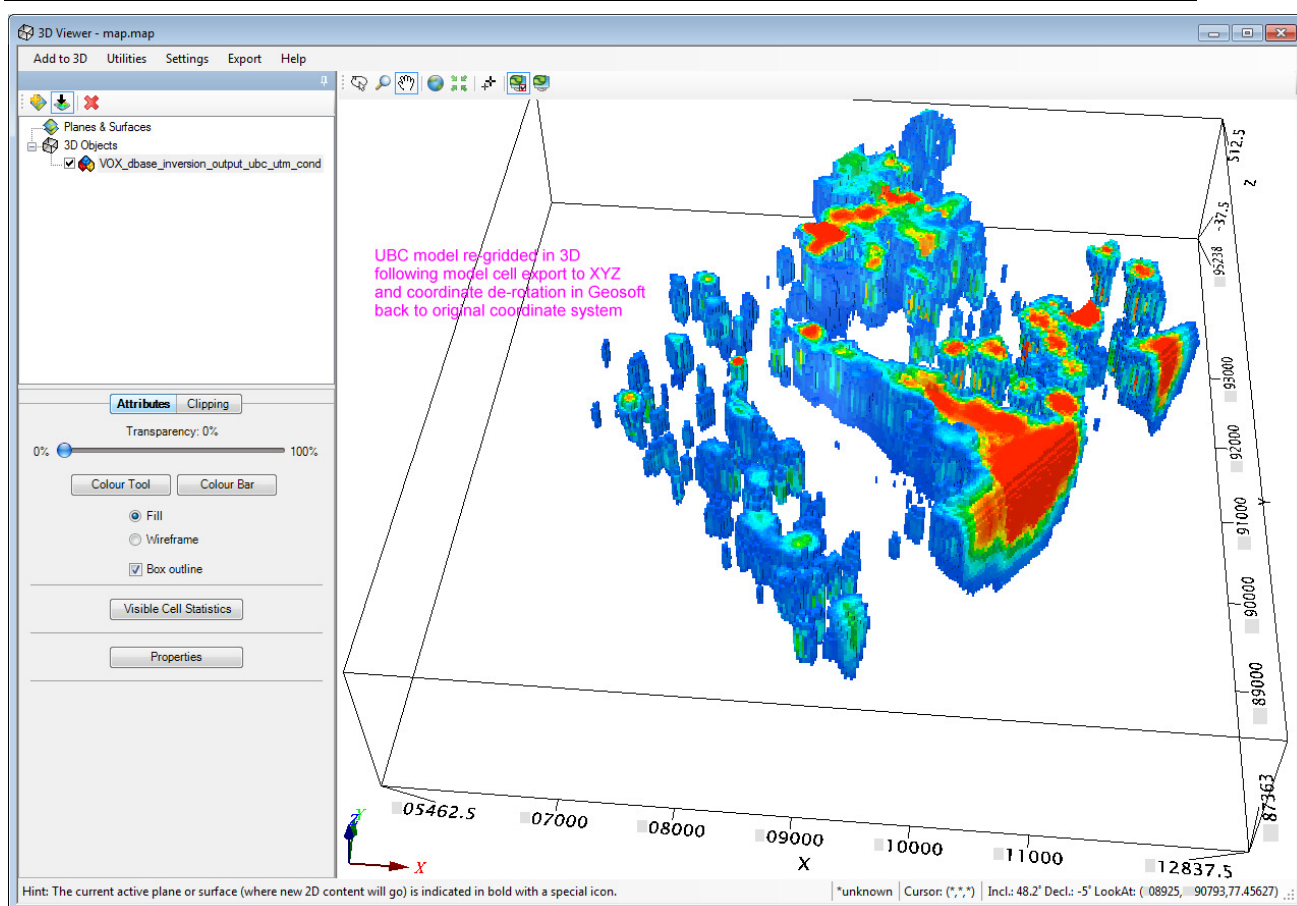 3D Viewer - map.map
Add to 3D Utilities Settings Export Help
Planes & Surfaces
3D Objects
VOX_dbase_inversion_output_ubc_utm_cond
Attributes Clipping
Transparency: 0%
0% 100%
Colour Tool Colour Bar
Fill
Wireframe
Box outline
Visible Cell Statistics
Properties
UBC model re-gridded in 3D
following model cell export to XYZ
and coordinate de-rotation in Geosoft
back to original coordinate system
512.5
Z
-37.5
95238
93000
92000
Y
91000
90000
89000
87363
05462.5
07000
08000
09000
10000
11000
12837.5
X
Z Y
X
Hint: The current active plane or surface (where new 2D content will go) is indicated in bold with a special icon.
*unknown Cursor: (*,*,*) Incl.: 48.2° Decl.: -5° LookAt: ( 08925, 90793,77.45627)